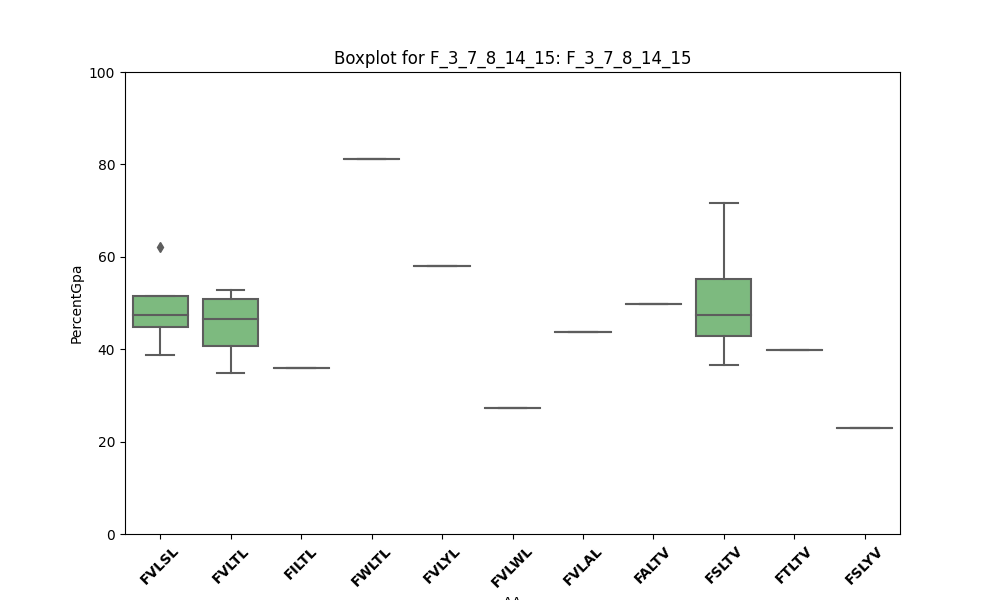 Boxplot for F_3_7_8_14_15: F_3_7_8_14_15
100
80
60
40
20
0
PercentGpa
FVLSL
FVLTL
FILTL
FWLTL
FVLYL
FVLWL
FVLAL
FALTV
FSLTV
FTLTV
FSLYV